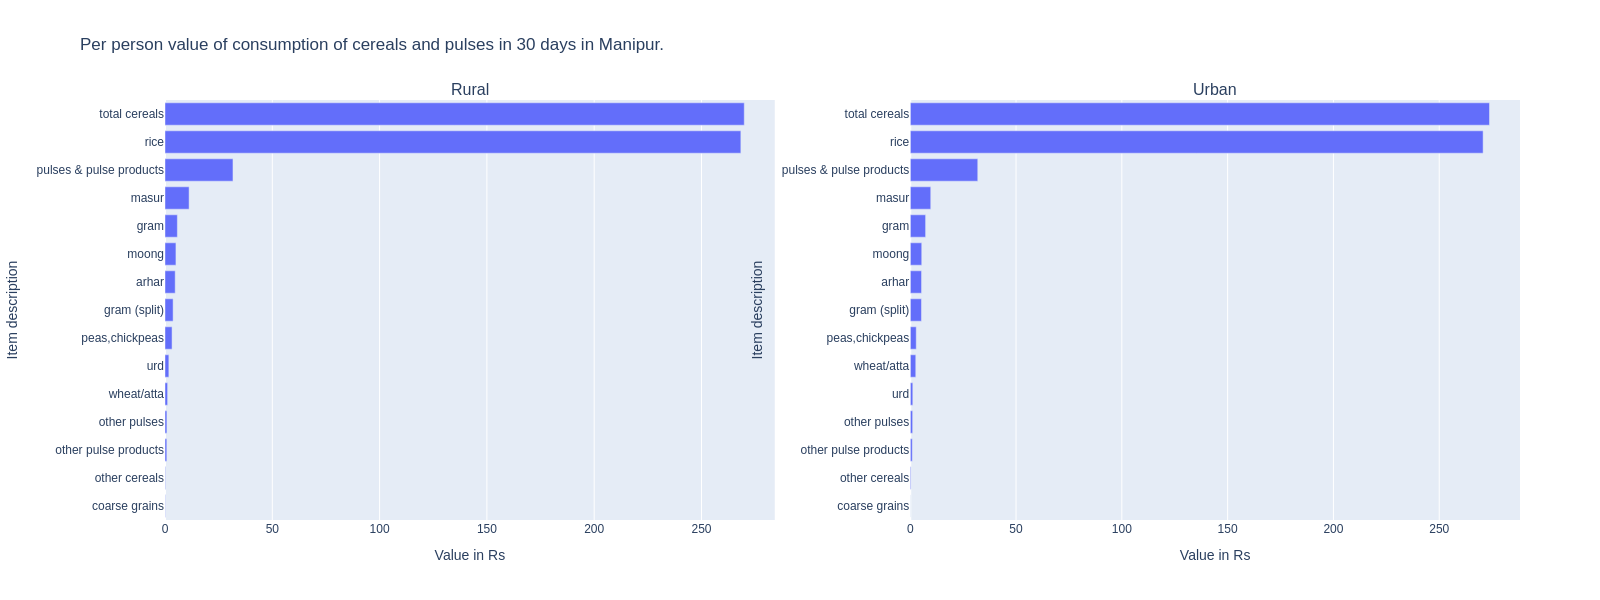 Per person value of consumption of cereals and pulses in 30 days in Manipur.
Rural
total cereals
rice
pulses & pulse products
masur
gram
moong
arhar
gram (split)
peas,chickpeas
urd
wheat/atta
other pulses
other pulse products
other cereals
coarse grains
Item description
0 50 100 150 200 250
Value in Rs
Urban
total cereals
rice
pulses & pulse products
masur
gram
moong
arhar
gram (split)
peas,chickpeas
wheat/atta
urd
other pulses
other pulse products
other cereals
coarse grains
Item description
0 50 100 150 200 250
Value in Rs